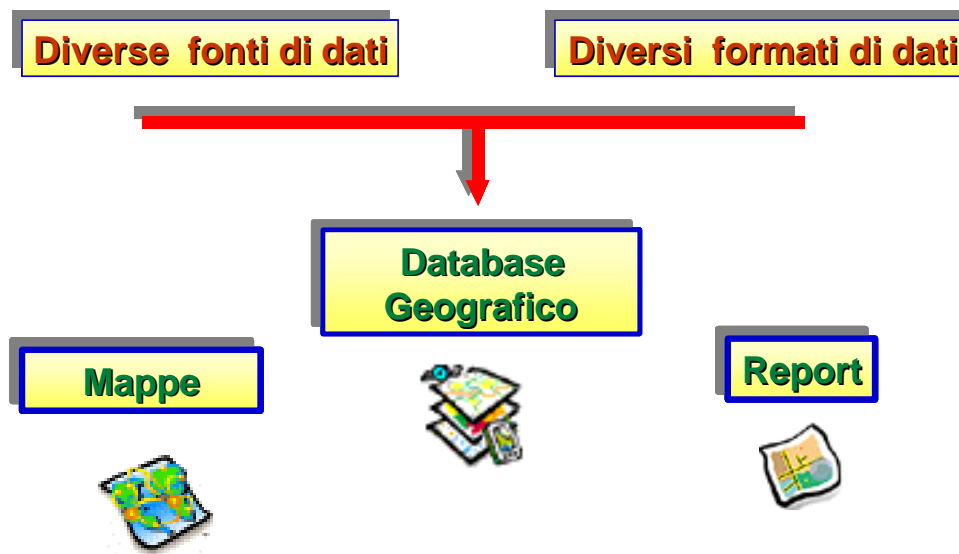 Diverse fonti di dati
Diversi formati di dati
Database
Geografico
Mappe
Report